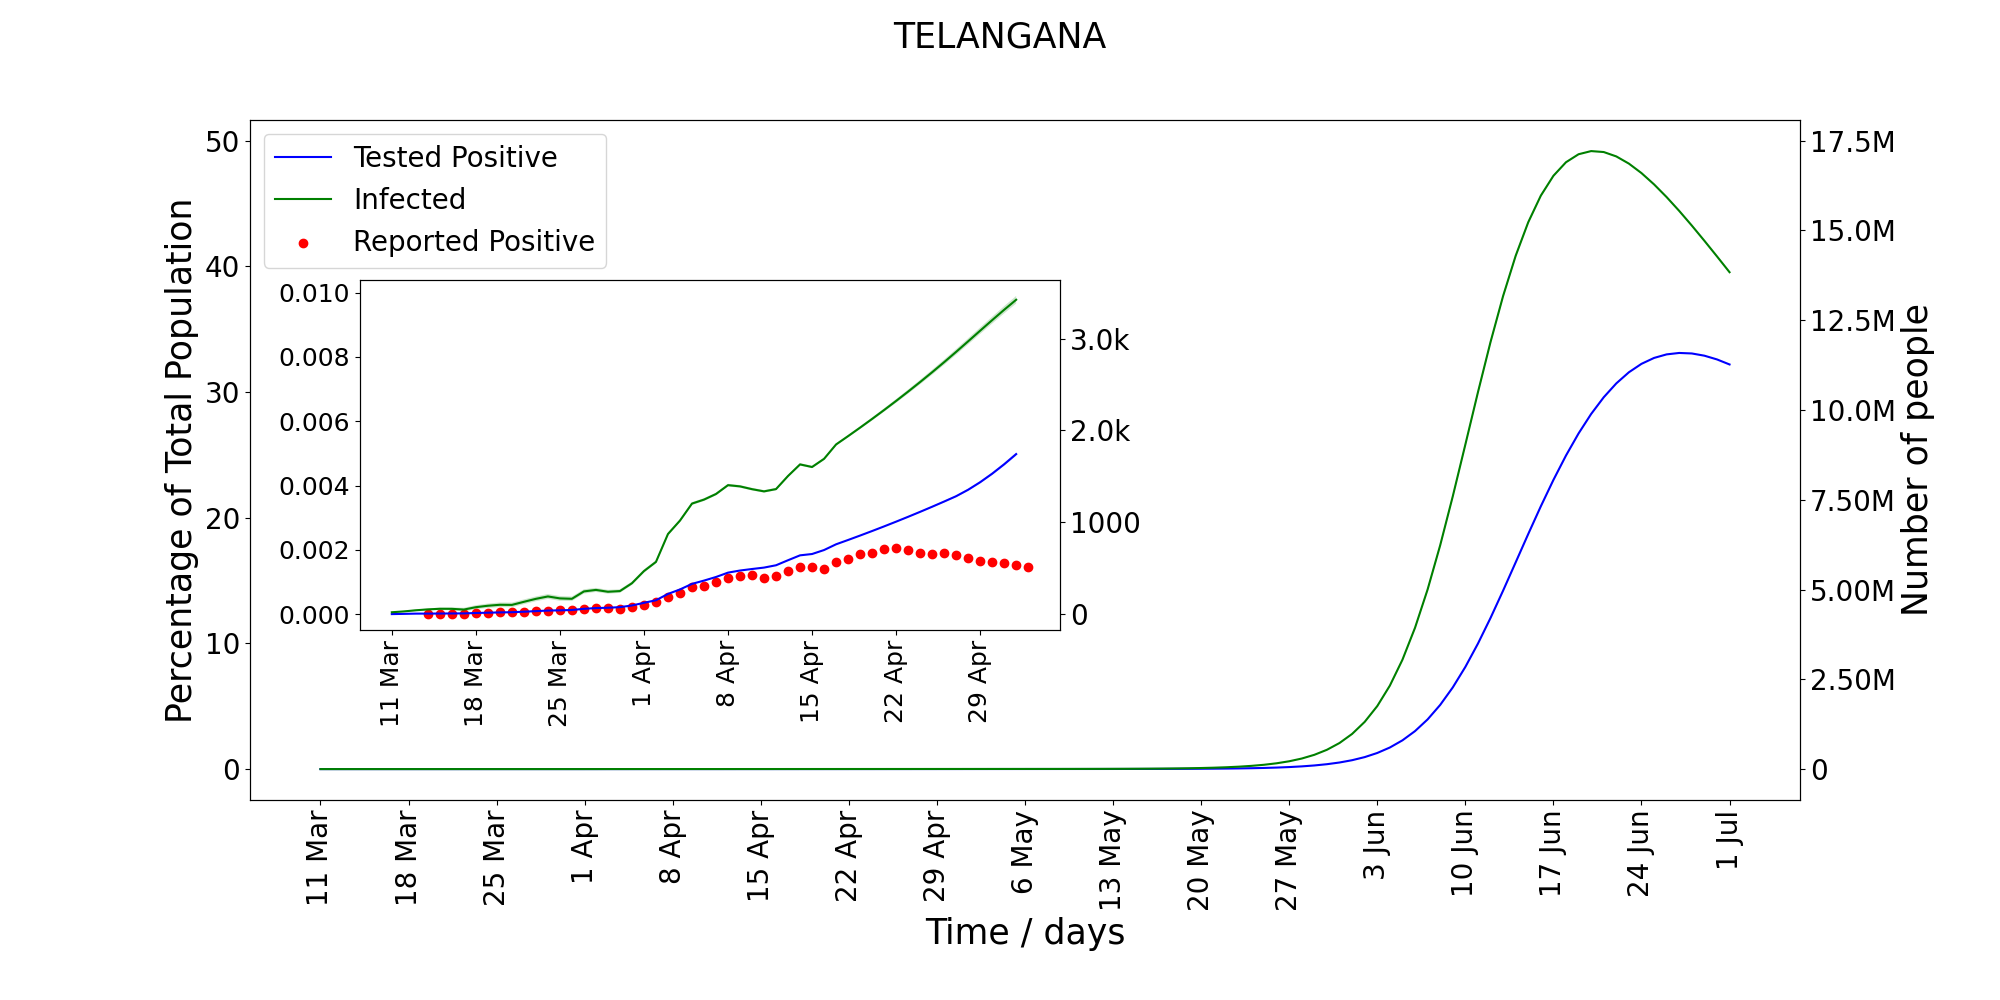 TELANGANA
Tested Positive
Infected
Reported Positive
Percentage of Total Population
50
40
30
20
10
0
17.5M
15.0M
12.5M
10.0M
7.50M
5.00M
2.50M
0
Number of people
0.010
0.008
0.006
0.004
0.002
0.000
3.0k
2.0k
1000
0
11 Mar
18 Mar
25 Mar
1 Apr
8 Apr
15 Apr
22 Apr
29 Apr
11 Mar
18 Mar
25 Mar
1 Apr
8 Apr
15 Apr
22 Apr
29 Apr
6 May
13 May
20 May
27 May
3 Jun
10 Jun
17 Jun
24 Jun
1 Jul
Time / days